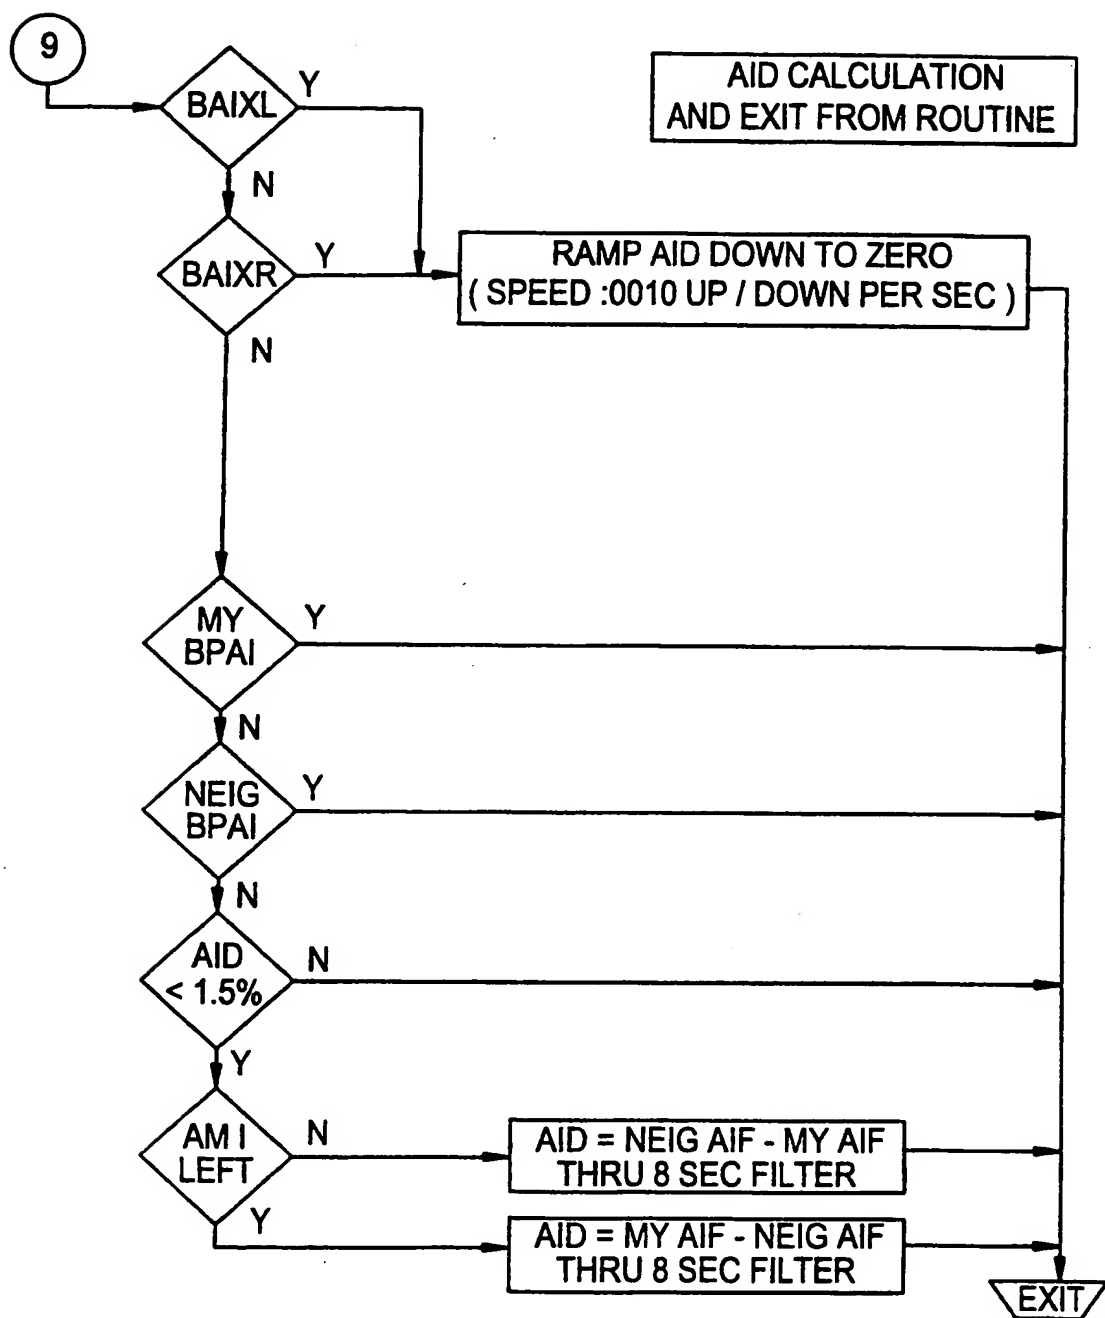 9
BAIXL
Y
AID CALCULATION
AND EXIT FROM ROUTINE
N
BAIXR
Y
RAMP AID DOWN TO ZERO
( SPEED :0010 UP / DOWN PER SEC )
N
MY
BPAI
Y
N
NEIG
BPAI
Y
N
AID
< 1.5%
N
Y
AM I
LEFT
N
AID = NEIG AIF - MY AIF
THRU 8 SEC FILTER
Y
AID = MY AIF - NEIG AIF
THRU 8 SEC FILTER
EXIT